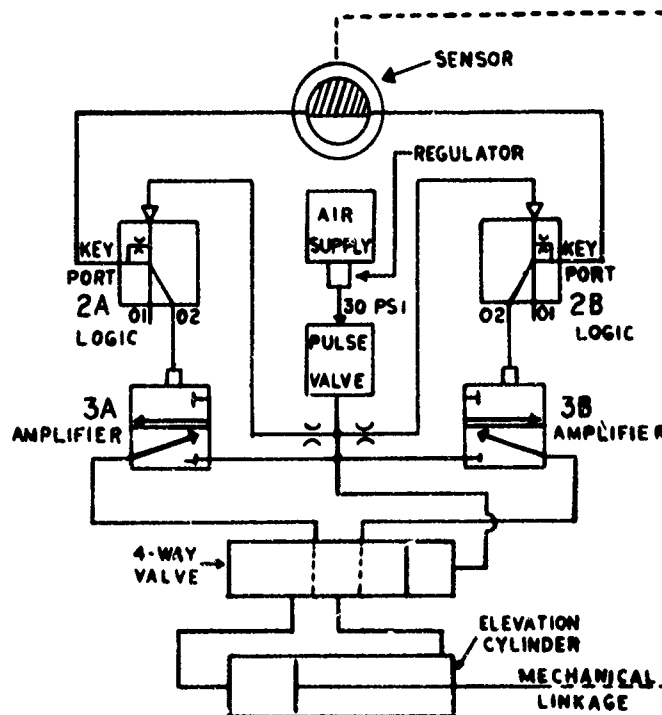 SENSOR
REGULATOR
AIR
SUPPLY
KEY
PORT
2A
01 02
LOGIC
30 PSI
PULSE
VALVE
KEY
PORT
02 01
2B
LOGIC
3A
AMPLIFIER
3B
AMPLIFIER
4-WAY
VALVE
ELEVATION
CYLINDER
MECHANICAL
LINKAGE